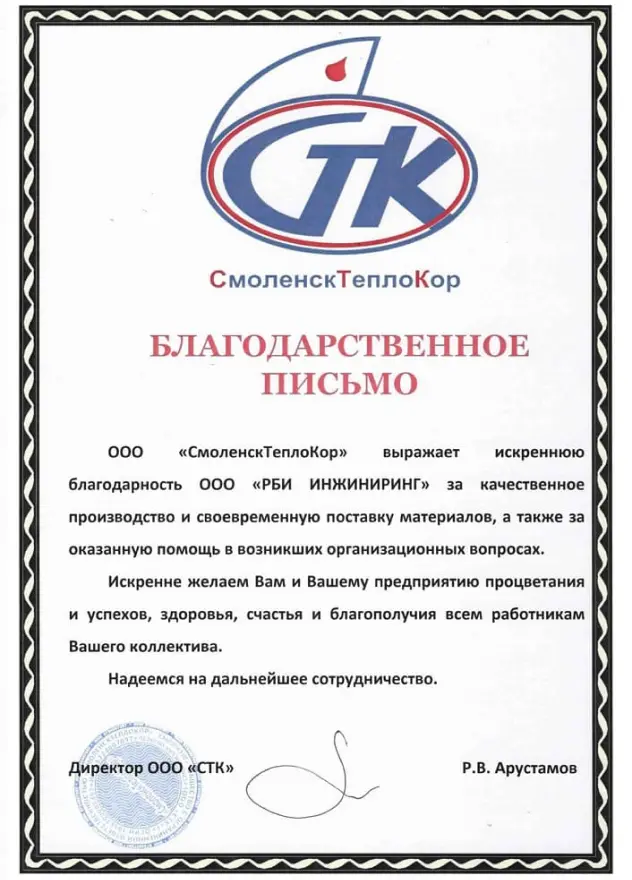 СТК
СмоленскТеплоКор
БЛАГОДАРСТВЕННОЕ
ПИСЬМО
ООО «СмоленскТеплоКор» выражает искреннюю
благодарность ООО «РБИ ИНЖИНИРИНГ» за качественное
производство и своевременную поставку материалов, а также за
оказанную помощь в возникших организационных вопросах.
Искренне желаем Вам и Вашему предприятию процветания
и успехов, здоровья, счастья и благополучия всем работникам
Вашего коллектива.
Надеемся на дальнейшее сотрудничество.
Директор ООО «СТК» Р.В. Арустамов